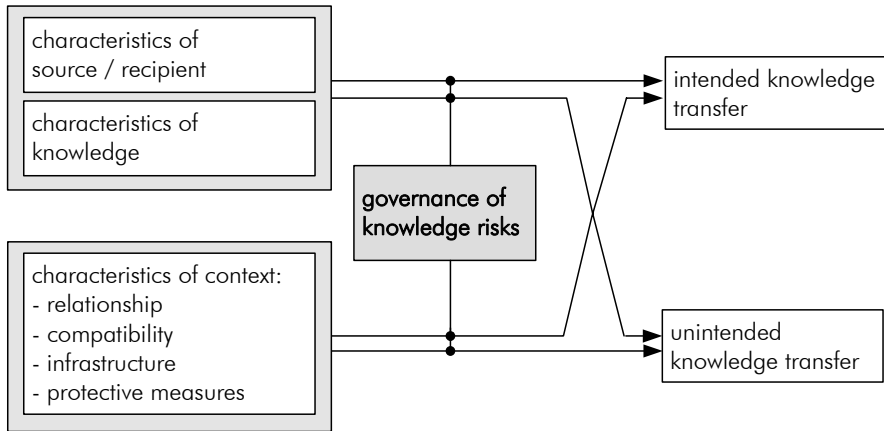 characteristics of
source / recipient
characteristics of
knowledge
intended knowledge
transfer
governance of
knowledge risks
characteristics of context:
- relationship
- compatibility
- infrastructure
- protective measures
unintended
knowledge transfer